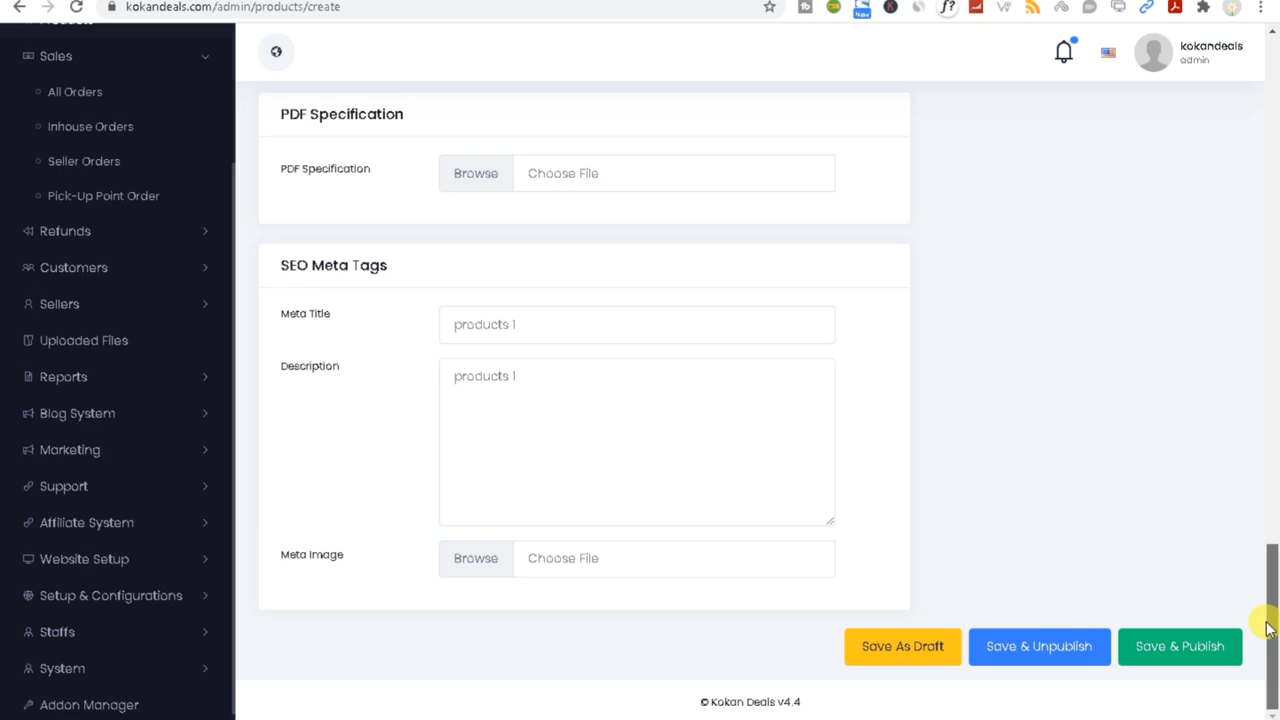 kokandeals.com/admin/products/create
New
f?
Sales
All Orders
Inhouse Orders
Seller Orders
Pick-Up Point Order
Refunds
Customers
Sellers
Uploaded Files
Reports
Blog System
Marketing
Support
Affiliate System
Website Setup
Setup & Configurations
Staffs
System
Addon Manager
kokandeals
admin
PDF Specification
PDF Specification
Browse
Choose File
SEO Meta Tags
Meta Title
products 1
Description
products 1
Meta Image
Browse
Choose File
Save As Draft
Save & Unpublish
Save & Publish
© Kokan Deals v4.4